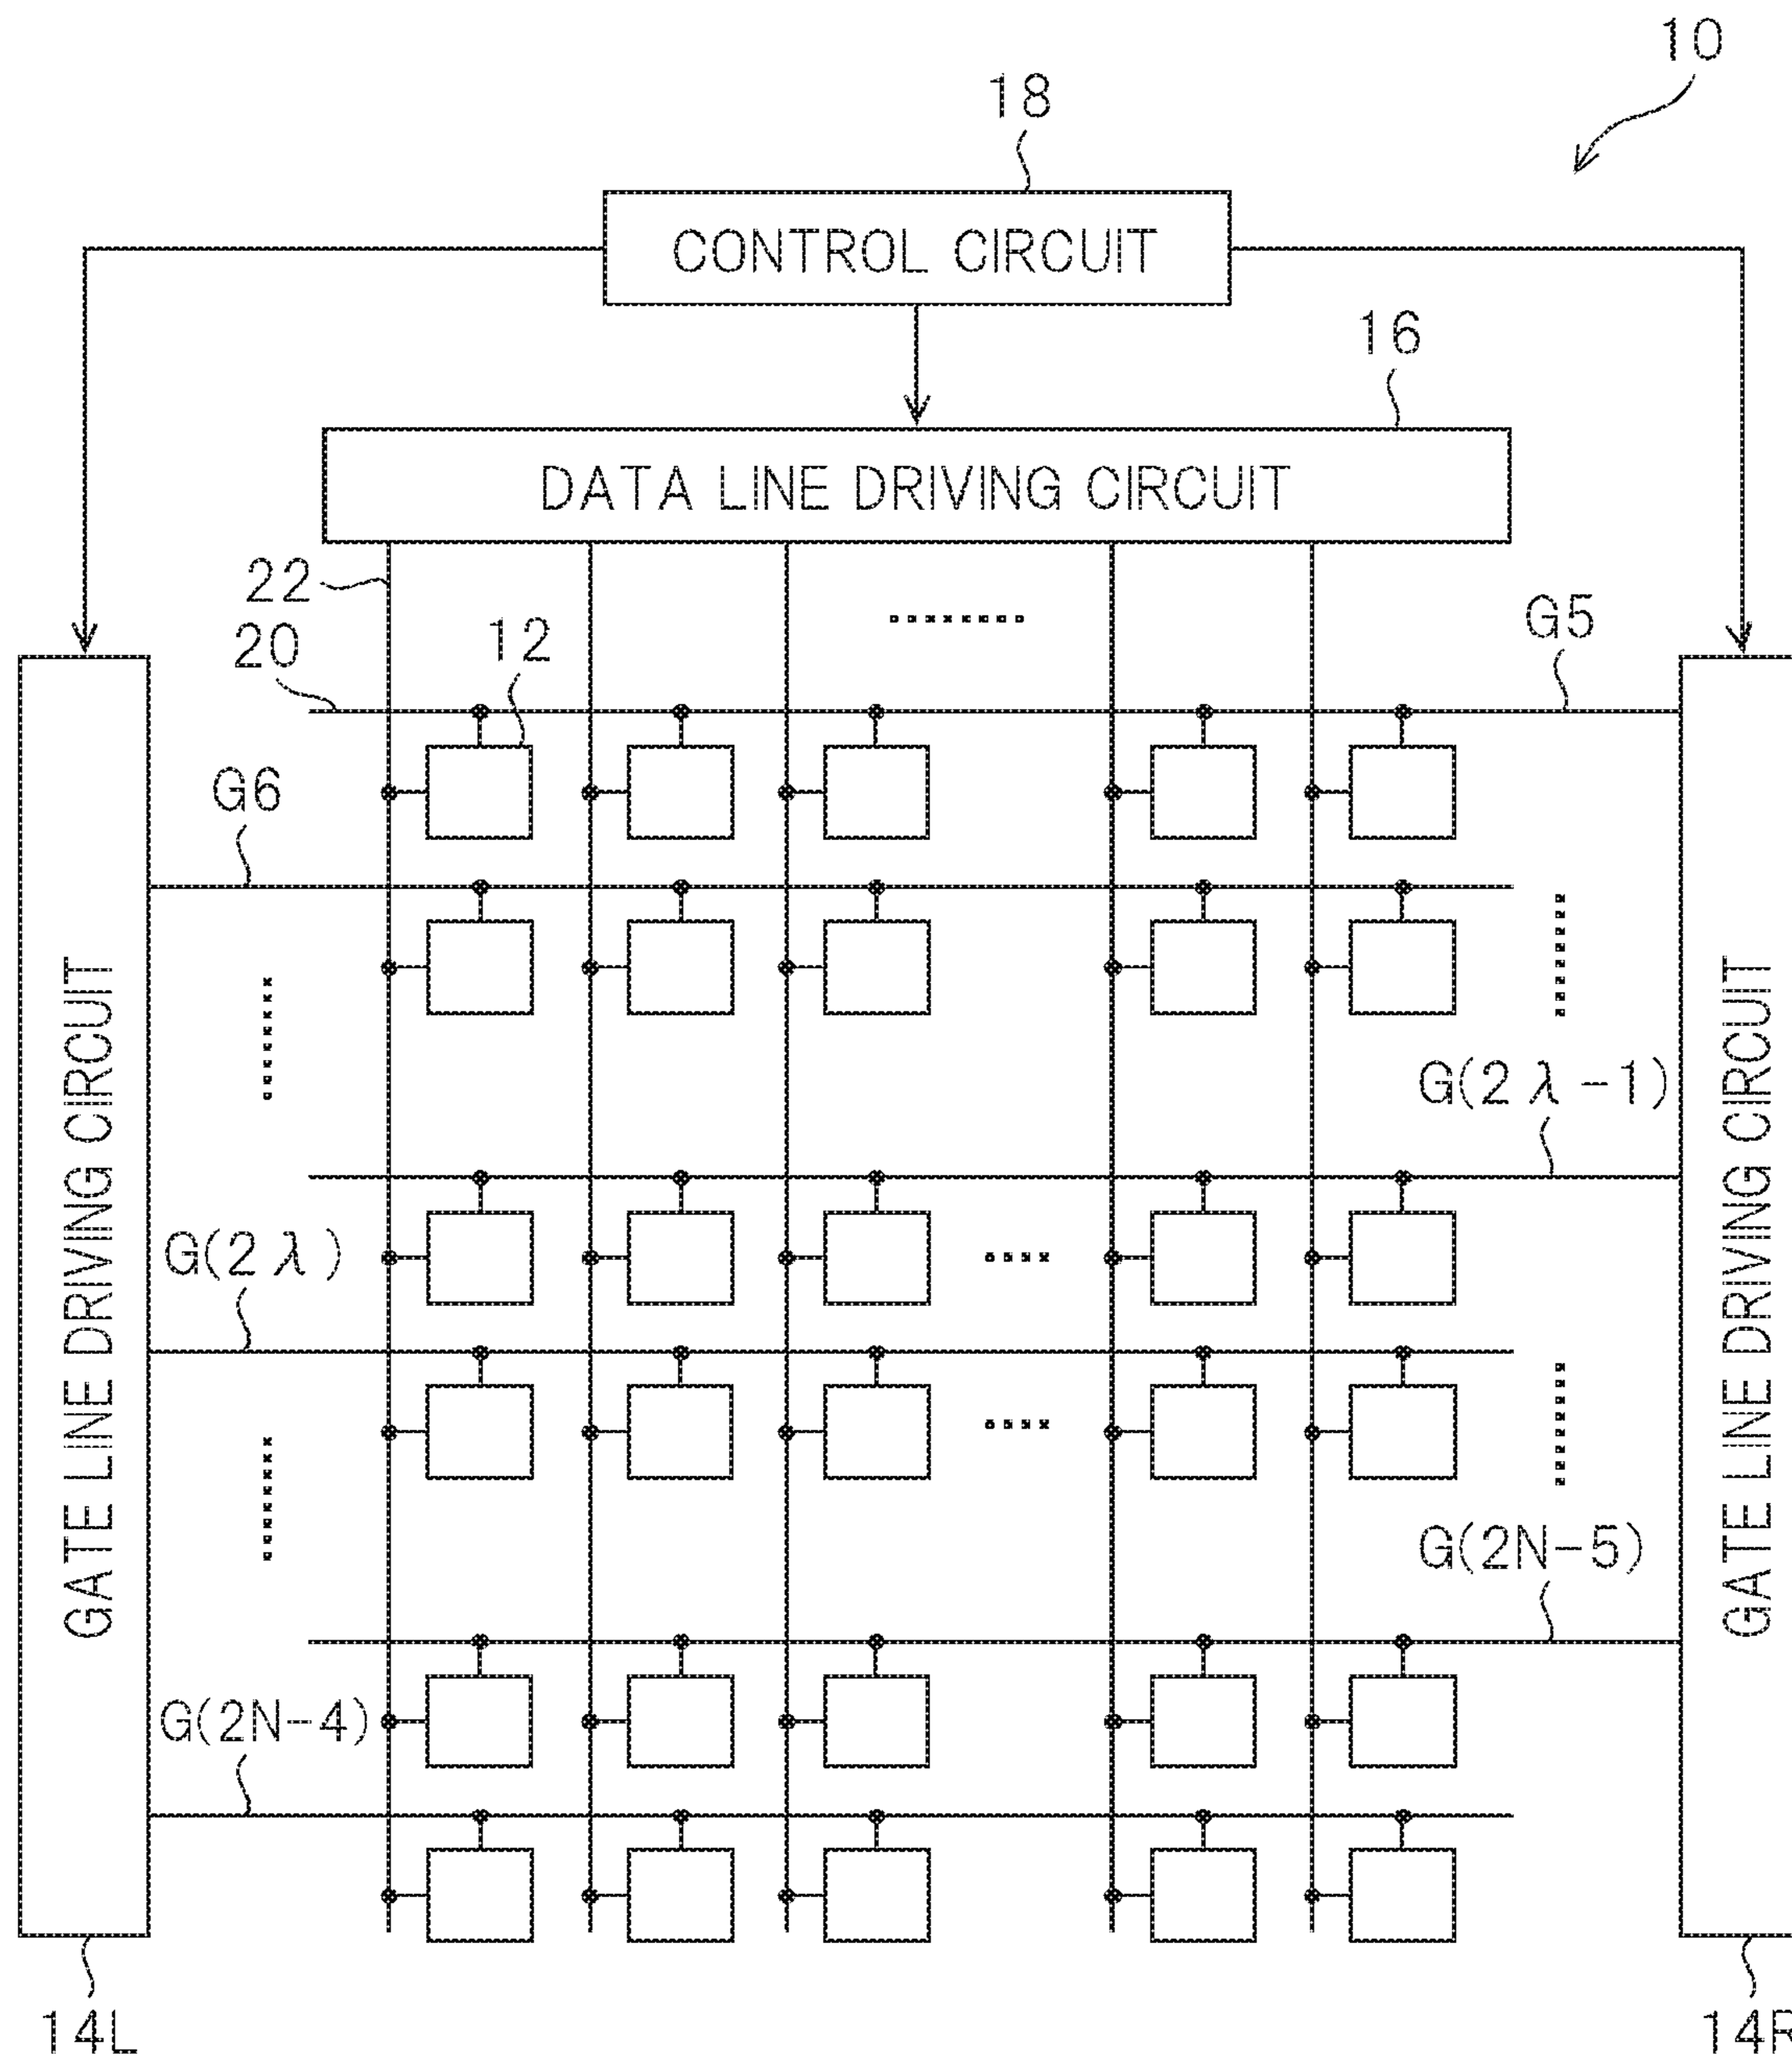 10
18
CONTROL CIRCUIT
16
DATA LINE DRIVING CIRCUIT
22
20
12
G5
G6
G(2λ-1)
G(2λ)
G(2N-5)
G(2N-4)
GATE LINE DRIVING CIRCUIT
GATE LINE DRIVING CIRCUIT
14L
14R